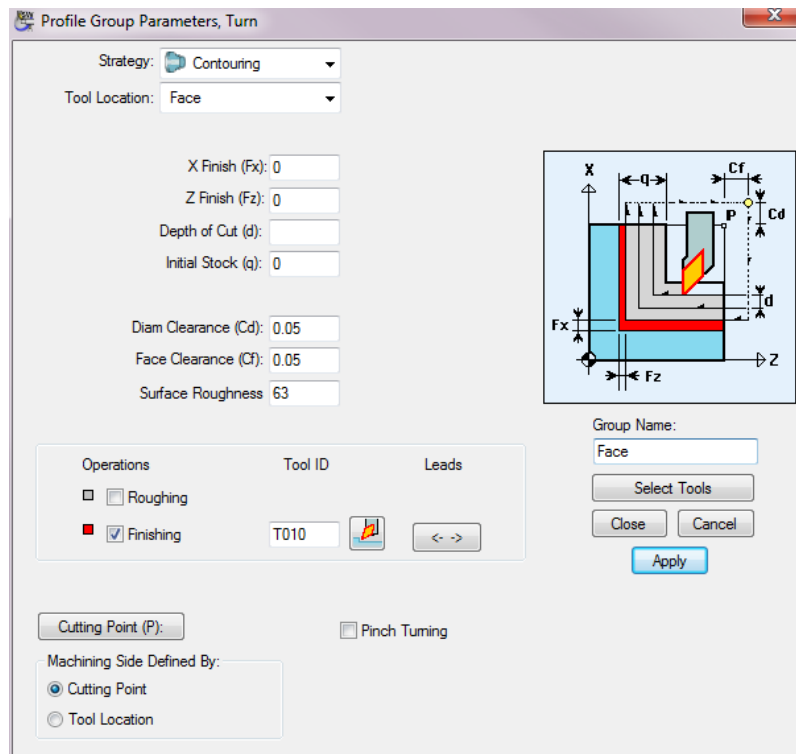 Profile Group Parameters, Turn
X
Strategy: Contouring
Tool Location: Face
X Finish (Fx): 0
Z Finish (Fz): 0
Depth of Cut (d):
Initial Stock (q): 0
Diam Clearance (Cd): 0.05
Face Clearance (Cf): 0.05
Surface Roughness 63
X q Cf
P Cd
d
Fx
Z
Fz
Group Name:
Face
Select Tools
Close Cancel
Apply
Operations Tool ID Leads
Roughing
Finishing T010 <- ->
Cutting Point (P): Pinch Turning
Machining Side Defined By:
Cutting Point
Tool Location